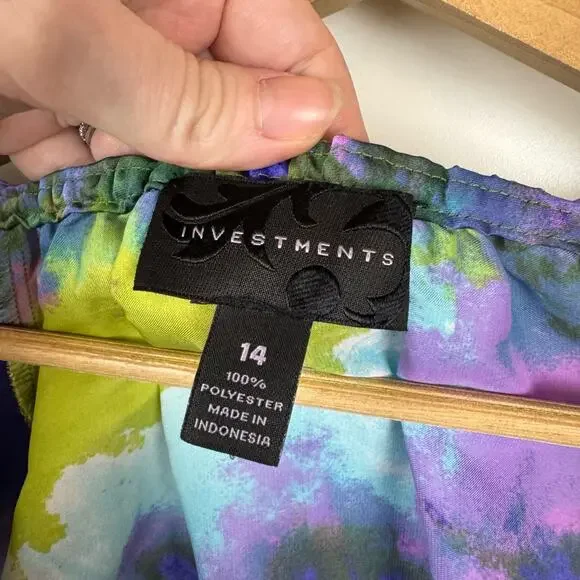 INVESTMENTS
14
100%
POLYESTER
MADE IN
INDONESIA